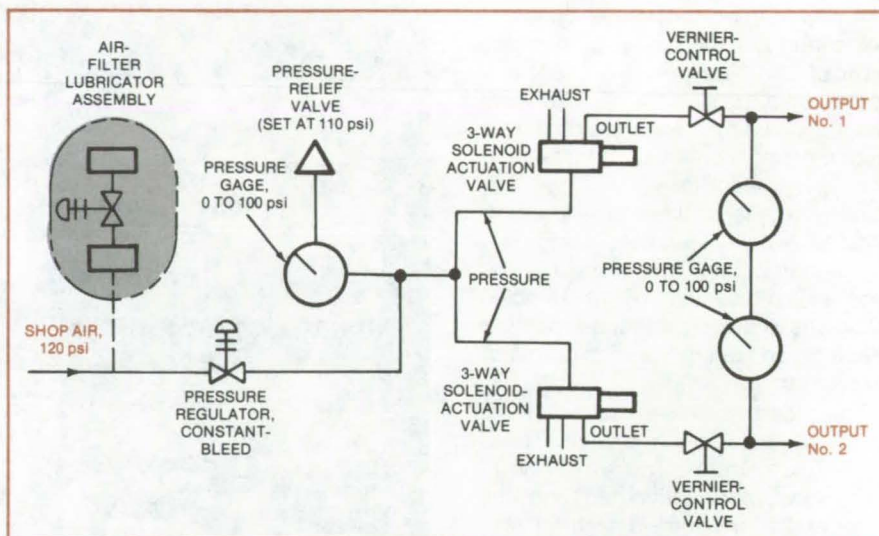 AIR-
FILTER
LUBRICATOR
ASSEMBLY
PRESSURE-
RELIEF
VALVE
(SET AT 110 psi)
PRESSURE
GAGE,
0 TO 100 psi
SHOP AIR,
120 psi
PRESSURE
REGULATOR,
CONSTANT-
BLEED
EXHAUST
OUTLET
3-WAY
SOLENOID
ACTUATION
VALVE
VERNIER-
CONTROL
VALVE
OUTPUT
No. 1
PRESSURE
PRESSURE GAGE,
0 TO 100 psi
3-WAY
SOLENOID-
ACTUATION
VALVE
OUTLET
EXHAUST
OUTPUT
No. 2
VERNIER-
CONTROL
VALVE